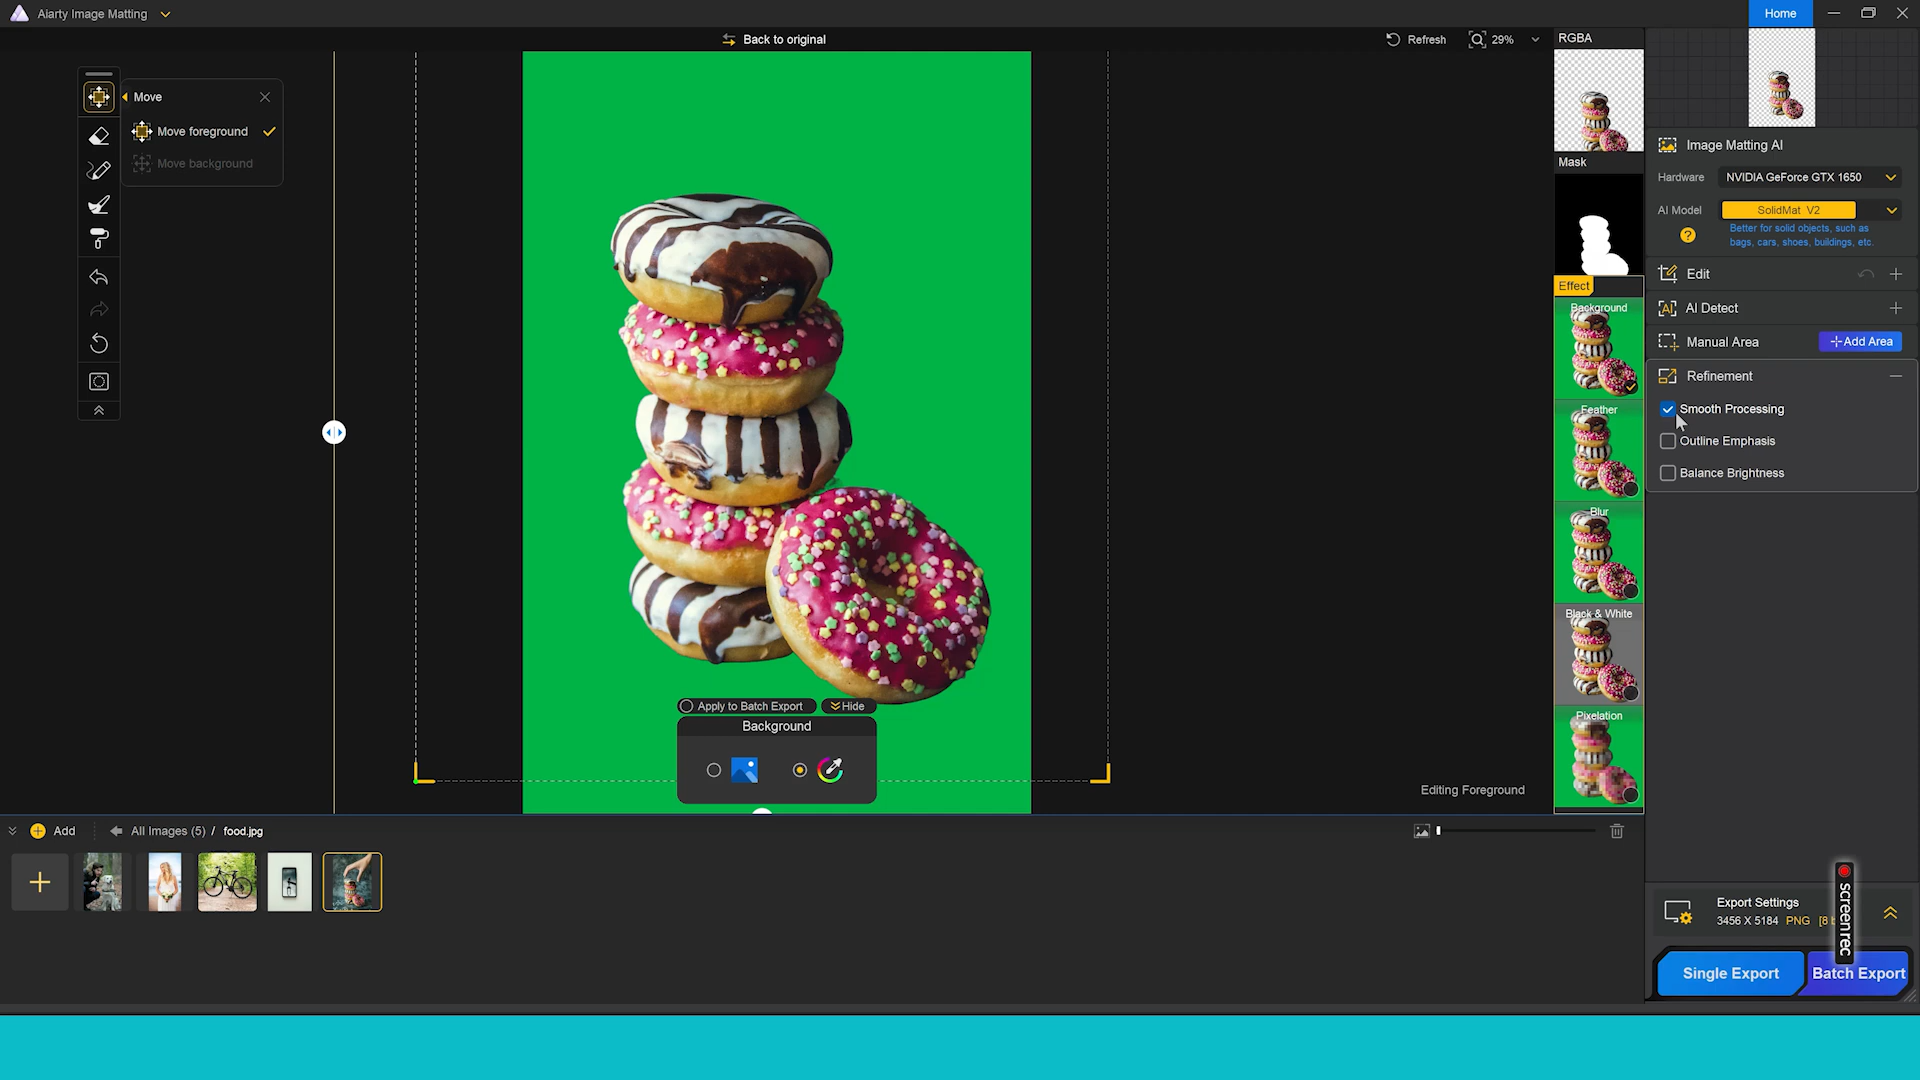 Aiarty Image Matting
Home
Back to original
Refresh
29%
RGBA
Move
Move foreground
Move background
Mask
Image Matting AI
Hardware
NVIDIA GeForce GTX 1650
AI Model
SolidMat V2
?
Better for solid objects, such as
bags, cars, shoes, buildings, etc.
Edit
AI Detect
Manual Area
Add Area
Refinement
Smooth Processing
Outline Emphasis
Balance Brightness
Effect
Background
Feather
Blur
Black & White
Pixelation
Apply to Batch Export
Hide
Background
Editing Foreground
Add
All Images (5) / food.jpg
Export Settings
3456 X 5184 PNG [8
screenrec
Single Export
Batch Export